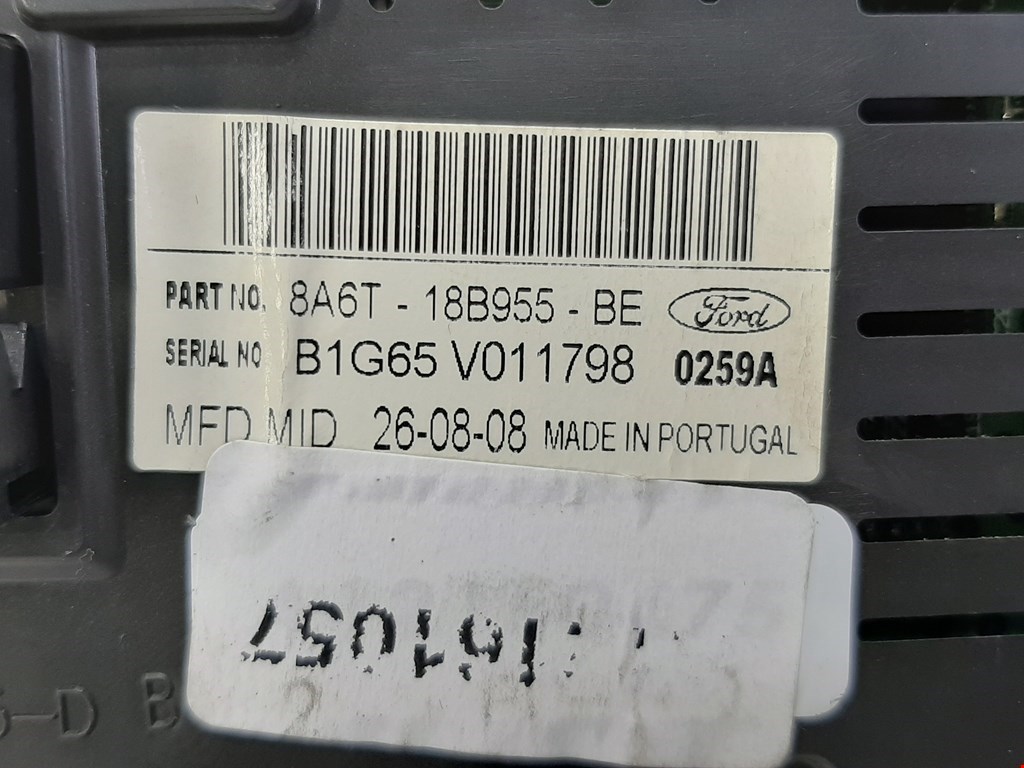 PART NO. 8A6T - 18B955 - BE Ford
SERIAL NO B1G65 V011798 0259A
MFD MID 26-08-08 MADE IN PORTUGAL